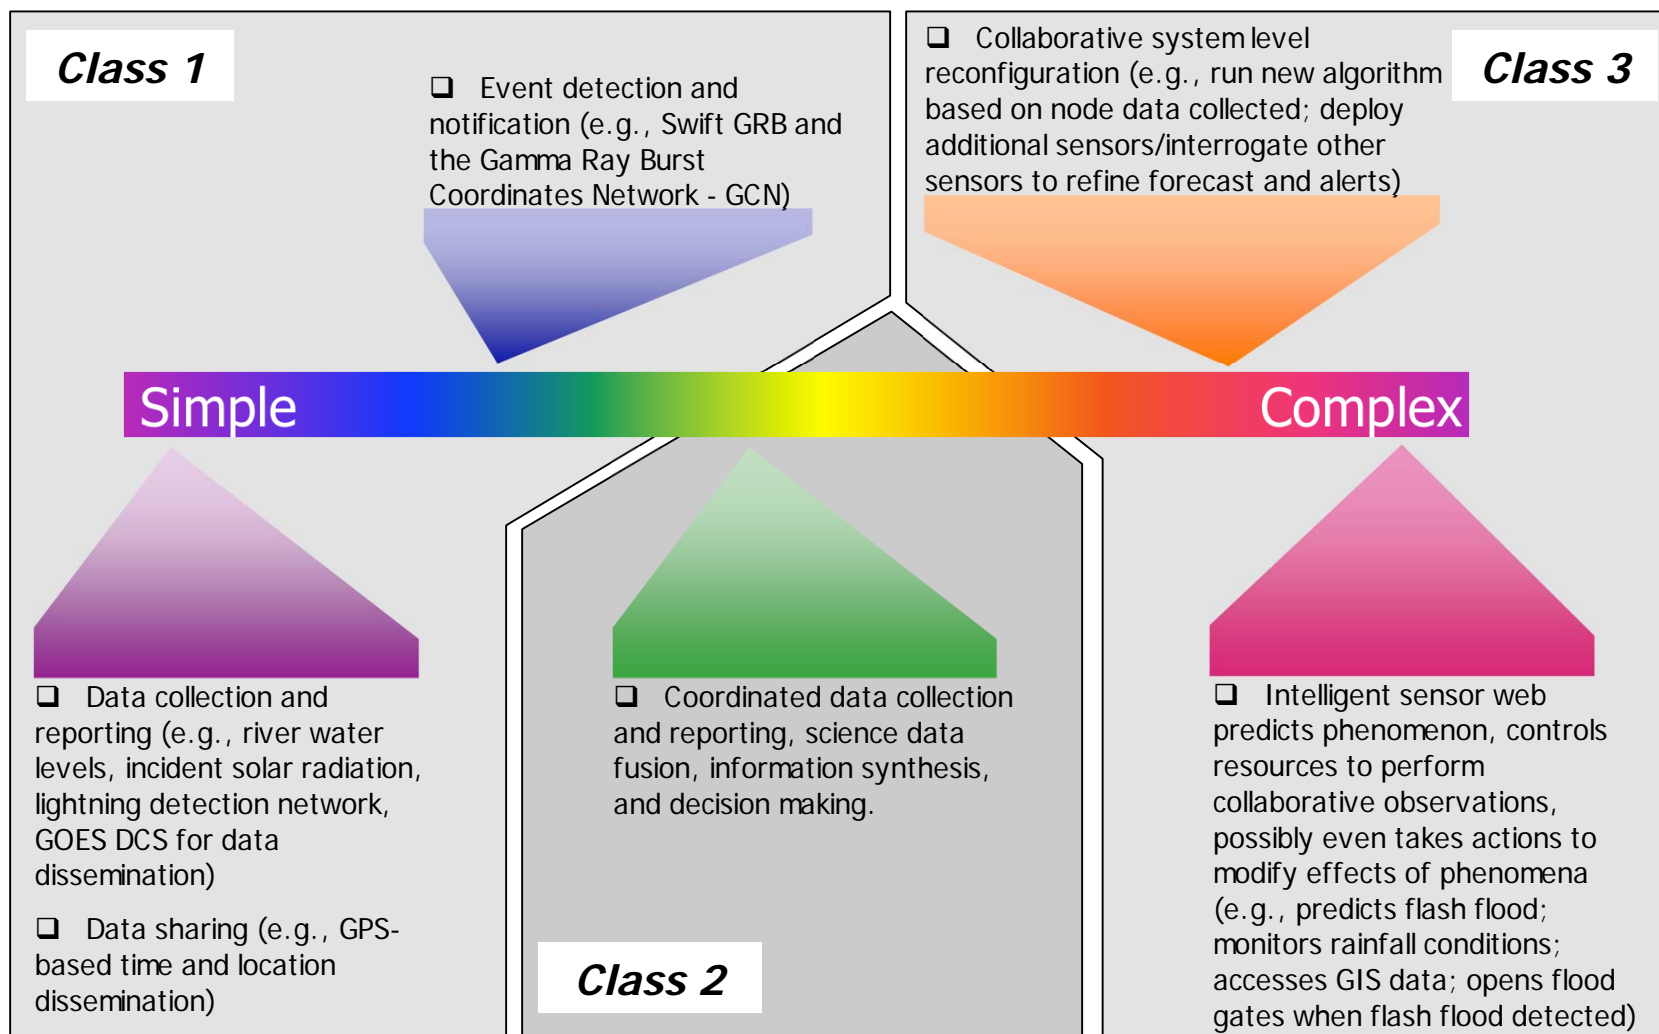 Class 1
❑ Event detection and
notification (e.g., Swift GRB and
the Gamma Ray Burst
Coordinates Network - GCN)
❑ Collaborative system level
reconfiguration (e.g., run new algorithm
based on node data collected; deploy
additional sensors/interrogate other
sensors to refine forecast and alerts)
Class 3
Simple
Complex
❑ Data collection and
reporting (e.g., river water
levels, incident solar radiation,
lightning detection network,
GOES DCS for data
dissemination)
❑ Data sharing (e.g., GPS-
based time and location
dissemination)
❑ Coordinated data collection
and reporting, science data
fusion, information synthesis,
and decision making.
Class 2
❑ Intelligent sensor web
predicts phenomenon, controls
resources to perform
collaborative observations,
possibly even takes actions to
modify effects of phenomena
(e.g., predicts flash flood;
monitors rainfall conditions;
accesses GIS data; opens flood
gates when flash flood detected)